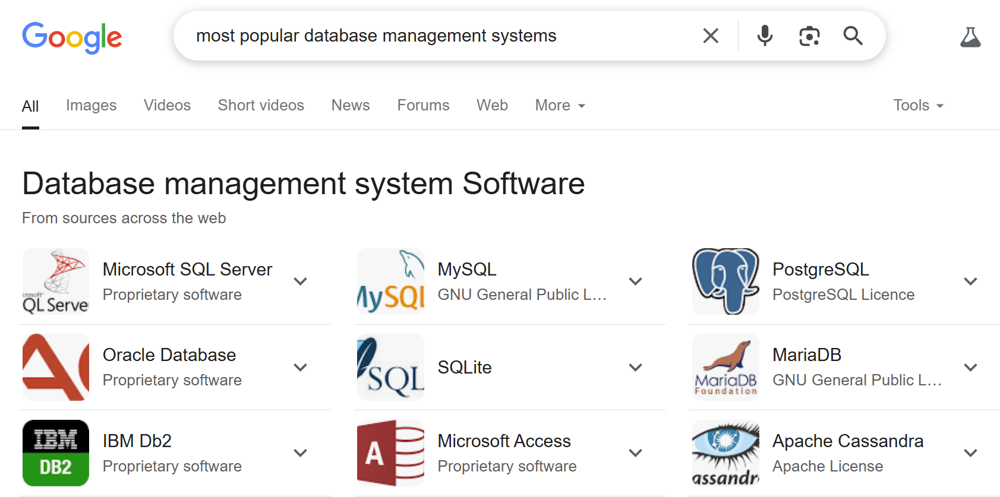 Google
most popular database management systems
All Images Videos Short videos News Forums Web More Tools
Database management system Software
From sources across the web
Microsoft SQL Server
Proprietary software
QL Serve
MySQL
GNU General Public L…
MySQL
PostgreSQL
PostgreSQL Licence
Oracle Database
Proprietary software
SQLite
SQL
MariaDB
GNU General Public L…
MariaDB
Foundation
IBM
DB2
IBM Db2
Proprietary software
A
Microsoft Access
Proprietary software
Apache Cassandra
Apache License
assandr